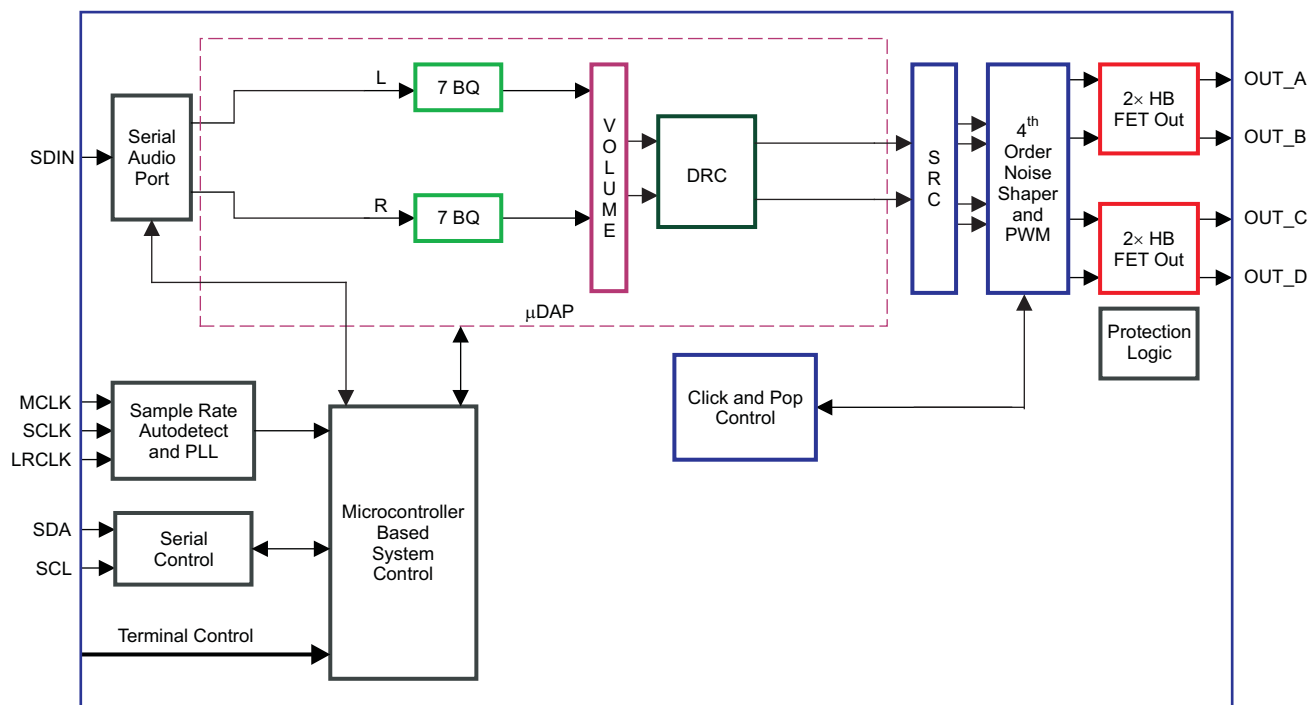 SDIN
Serial
Audio
Port
L
7 BQ
R
7 BQ
VOLUME
DRC
μDAP
SRC
4th
Order
Noise
Shaper
and
PWM
2× HB
FET Out
OUT_A
OUT_B
2× HB
FET Out
OUT_C
OUT_D
Protection
Logic
Click and Pop
Control
MCLK
SCLK
LRCLK
Sample Rate
Autodetect
and PLL
SDA
SCL
Serial
Control
Microcontroller
Based
System
Control
Terminal Control